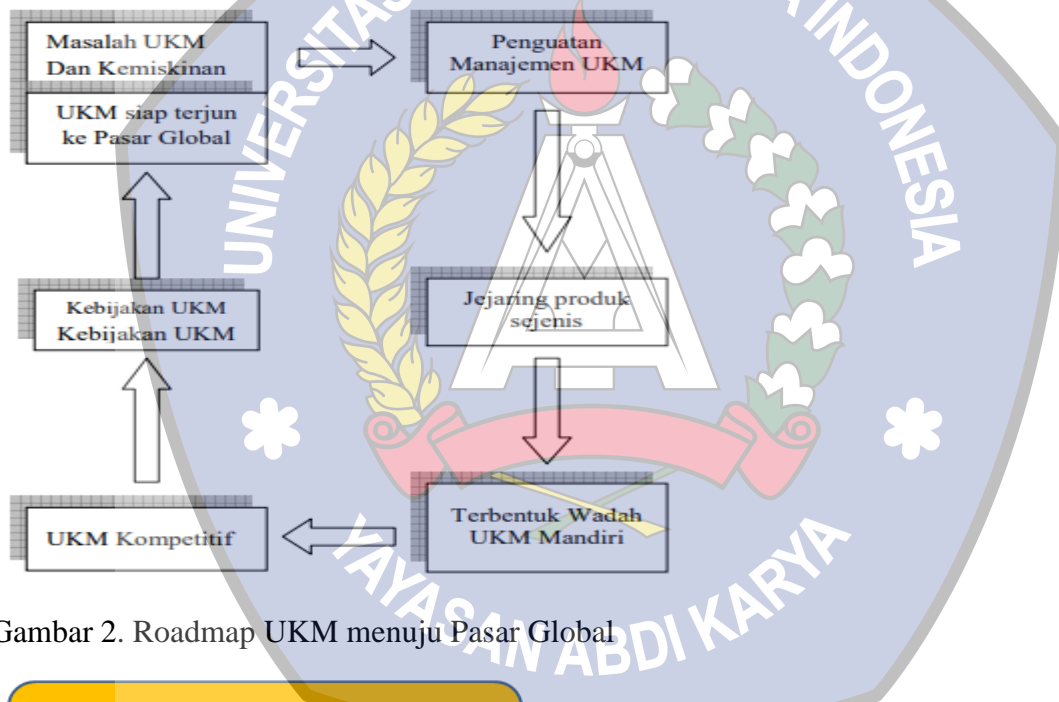 Masalah UKM
Dan Kemiskinan
UKM siap terjun
ke Pasar Global
Penguatan
Manajemen UKM
Jejaring produk
sejenis
Terbentuk Wadah
UKM Mandiri
UKM Kompetitif
Kebijakan UKM
Kebijakan UKM
Gambar 2. Roadmap UKM menuju Pasar Global
INDONESIA
YAYASAN ABDI KARYA